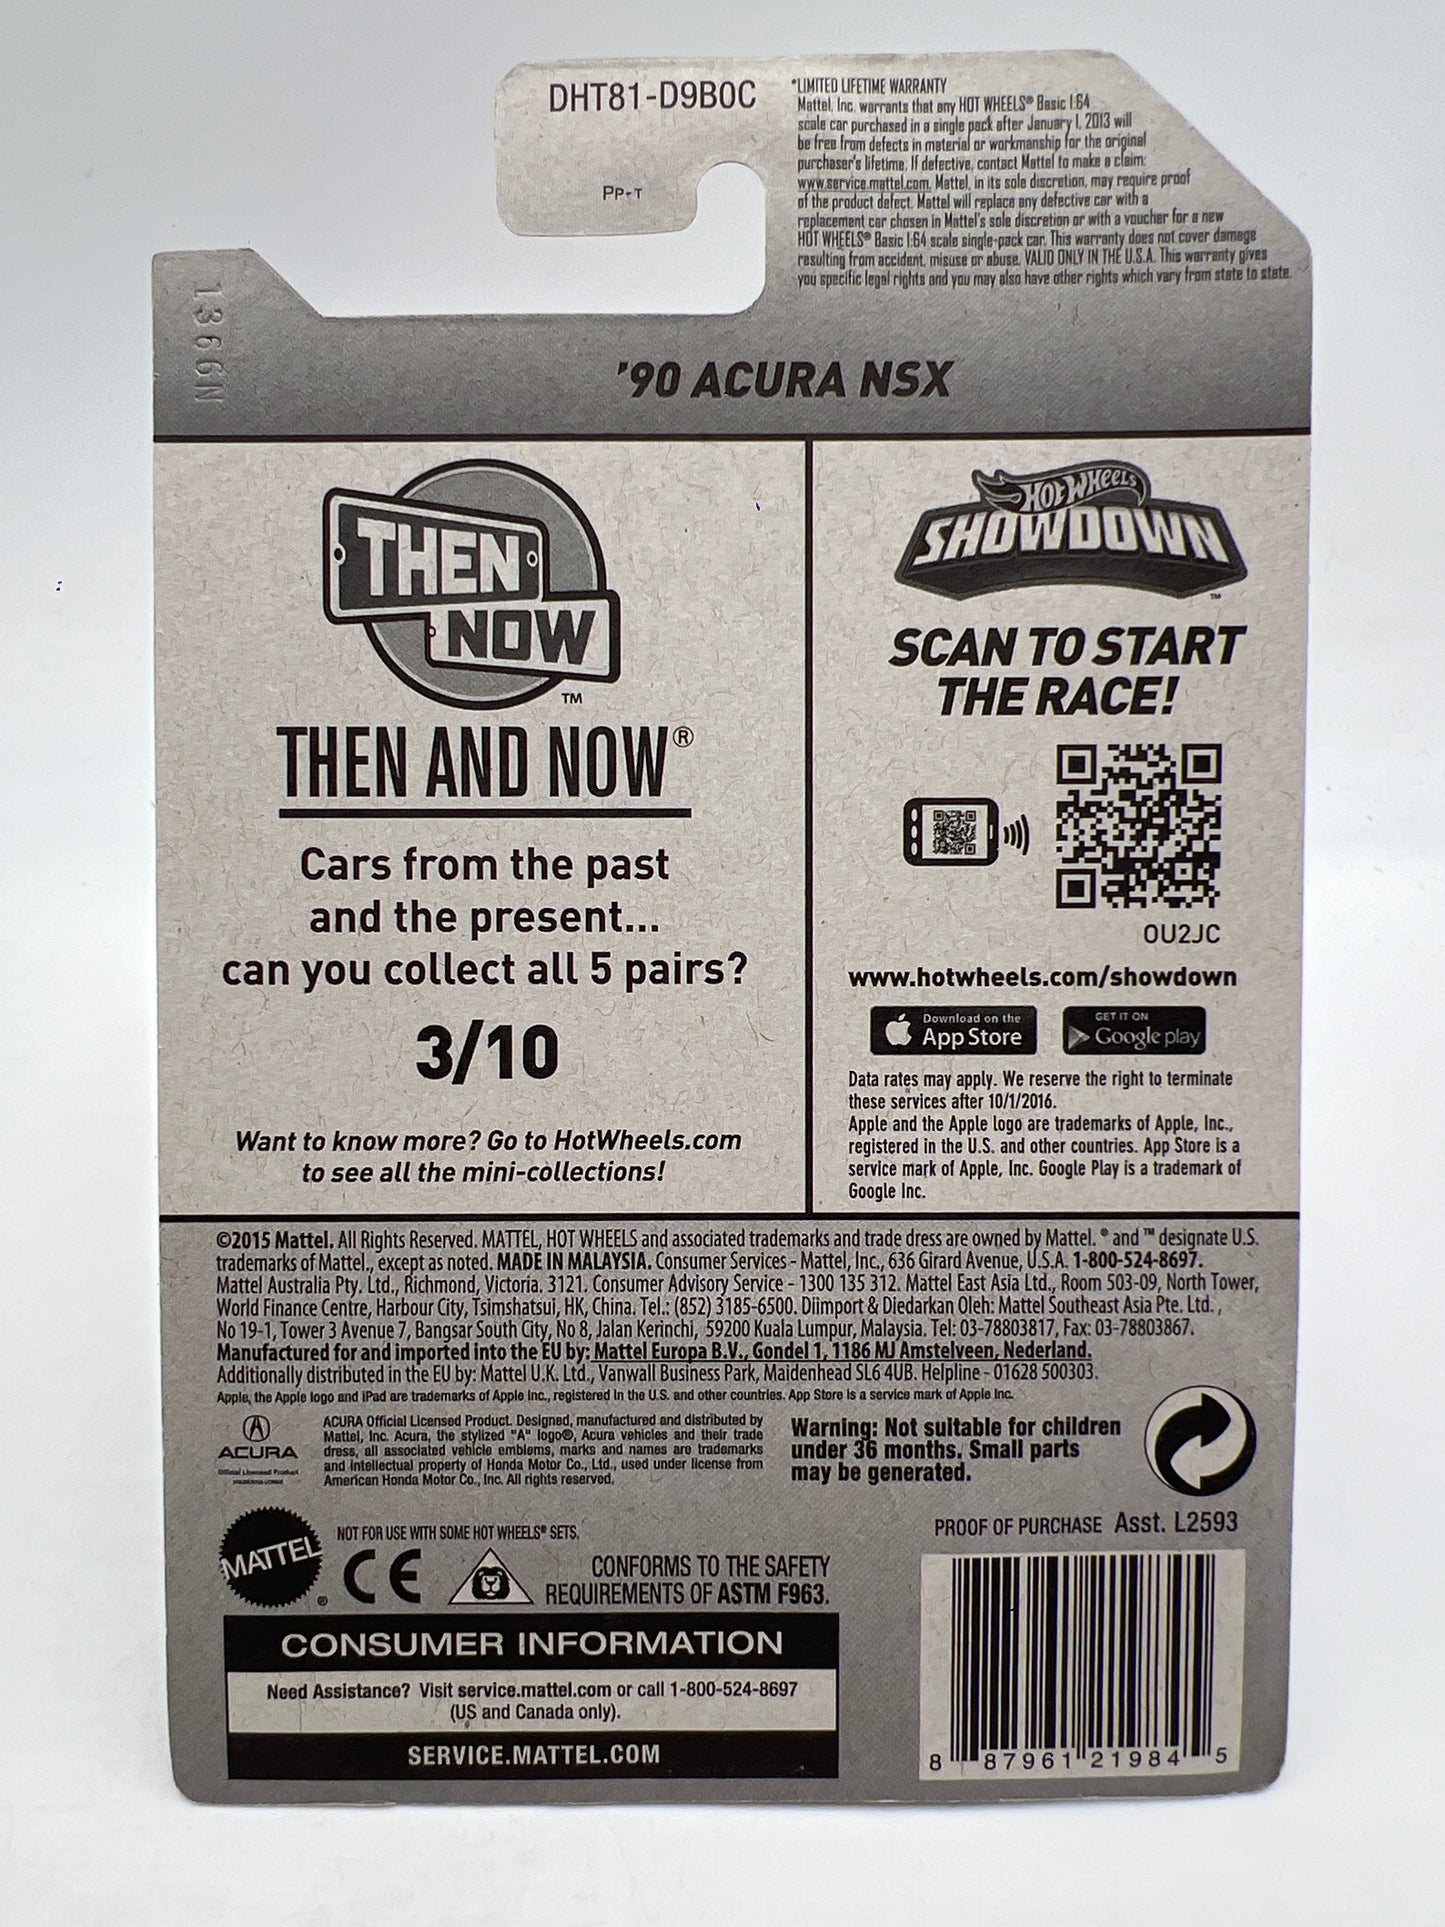 DHT81-D9B0C
PP-T
*LIMITED LIFETIME WARRANTY
Mattel, Inc. warrants that any HOT WHEELS® Basic 1:64
scale car purchased in a single pack after January 1, 2013 will
be free from defects in material or workmanship for the original
purchaser's lifetime. If defective, contact Mattel to make a claim:
www.service.mattel.com. Mattel, in its sole discretion, may require proof
of the product defect. Mattel will replace any defective car with a
replacement car chosen in Mattel's sole discretion or with a voucher for a new
HOT WHEELS® Basic 1:64 scale single-pack car. This warranty does not cover damage
resulting from accident, misuse or abuse. VALID ONLY IN THE U.S.A. This warranty gives
you specific legal rights and you may also have other rights which vary from state to state.
1366N
'90 ACURA NSX
THEN
NOW
TM
THEN AND NOW®
Cars from the past
and the present...
can you collect all 5 pairs?
3/10
Want to know more? Go to HotWheels.com
to see all the mini-collections!
Hot Wheels
SHOWDOWN
TM
SCAN TO START
THE RACE!
OU2JC
www.hotwheels.com/showdown
Download on the
App Store
GET IT ON
Google play
Data rates may apply. We reserve the right to terminate
these services after 10/1/2016.
Apple and the Apple logo are trademarks of Apple, Inc.,
registered in the U.S. and other countries. App Store is a
service mark of Apple, Inc. Google Play is a trademark of
Google Inc.
©2015 Mattel. All Rights Reserved. MATTEL, HOT WHEELS and associated trademarks and trade dress are owned by Mattel. ® and ™ designate U.S.
trademarks of Mattel., except as noted. MADE IN MALAYSIA. Consumer Services - Mattel, Inc., 636 Girard Avenue, U.S.A. 1-800-524-8697.
Mattel Australia Pty. Ltd., Richmond, Victoria. 3121. Consumer Advisory Service - 1300 135 312. Mattel East Asia Ltd., Room 503-09, North Tower,
World Finance Centre, Harbour City, Tsimshatsui, HK, China. Tel.: (852) 3185-6500. Diimport & Diedarkan Oleh: Mattel Southeast Asia Pte. Ltd.,
No 19-1, Tower 3 Avenue 7, Bangsar South City, No 8, Jalan Kerinchi, 59200 Kuala Lumpur, Malaysia. Tel: 03-78803817, Fax: 03-78803867.
Manufactured for and imported into the EU by: Mattel Europa B.V., Gondel 1, 1186 MJ Amstelveen, Nederland.
Additionally distributed in the EU by: Mattel U.K. Ltd., Vanwall Business Park, Maidenhead SL6 4UB. Helpline - 01628 500303.
Apple, the Apple logo and iPad are trademarks of Apple Inc., registered in the U.S. and other countries. App Store is a service mark of Apple Inc.
ACURA
Official Licensed Product
ACURA Official Licensed Product. Designed, manufactured and distributed by
Mattel, Inc. Acura, the stylized "A" logo®, Acura vehicles and their trade
dress, all associated vehicle emblems, marks and names are trademarks
and intellectual property of Honda Motor Co., Ltd., used under license from
American Honda Motor Co., Inc. All rights reserved.
Warning: Not suitable for children
under 36 months. Small parts
may be generated.
MATTEL
®
NOT FOR USE WITH SOME HOT WHEELS® SETS.
CE
CONFORMS TO THE SAFETY
REQUIREMENTS OF ASTM F963.
PROOF OF PURCHASE Asst. L2593
CONSUMER INFORMATION
Need Assistance? Visit service.mattel.com or call 1-800-524-8697
(US and Canada only).
SERVICE.MATTEL.COM
8 87961 21984 5